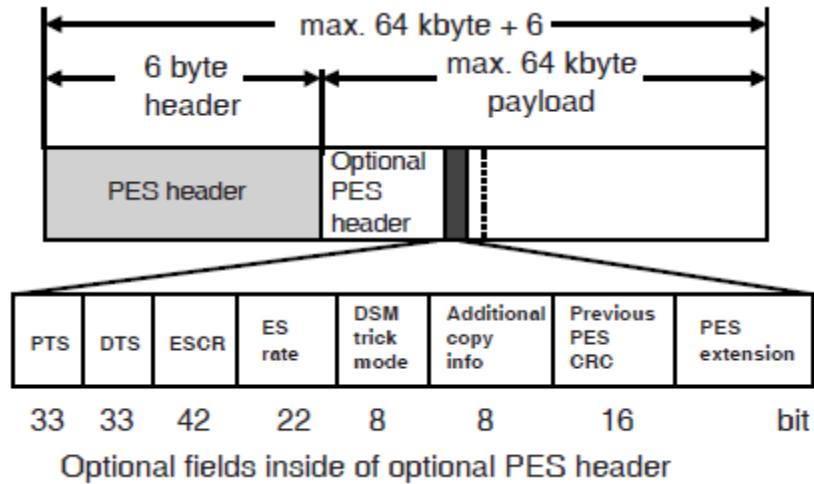 max. 64 kbyte + 6
6 byte
header
max. 64 kbyte
payload
PES header
Optional
PES
header
PTS
DTS
ESCR
ES
rate
DSM
trick
mode
Additional
copy
info
Previous
PES
CRC
PES
extension
33 33 42 22 8 8 16 bit
Optional fields inside of optional PES header